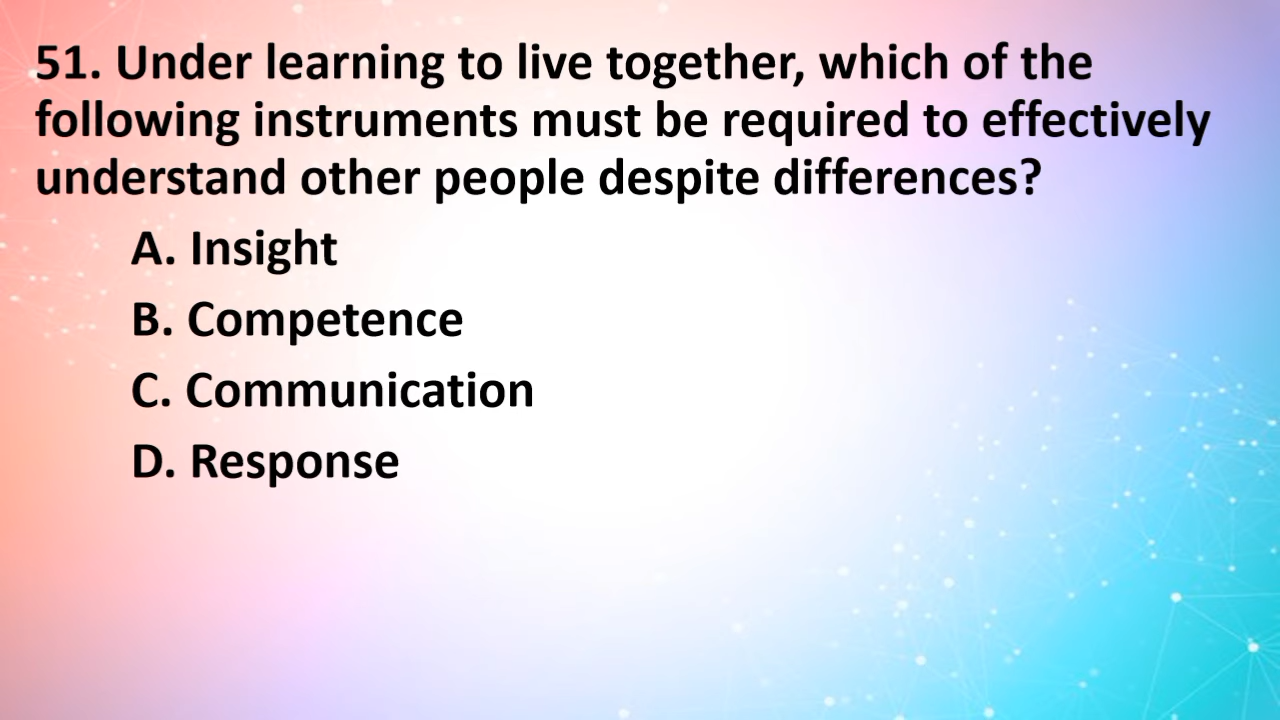 51. Under learning to live together, which of the
following instruments must be required to effectively
understand other people despite differences?
A. Insight
B. Competence
C. Communication
D. Response